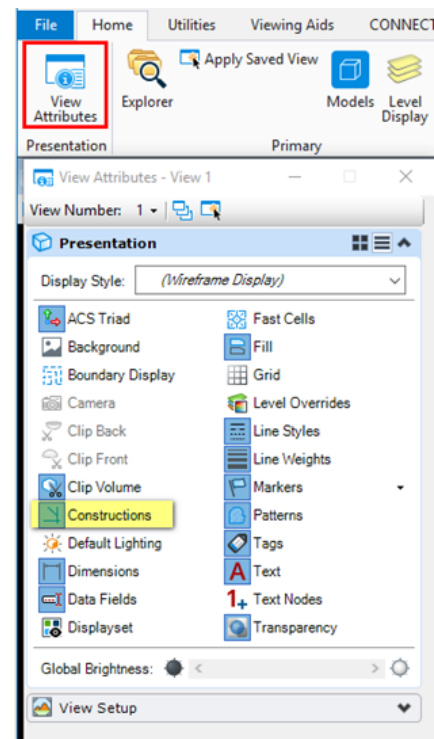 File Home Utilities Viewing Aids CONNECT
Apply Saved View
View Attributes
Explorer
Models
Level Display
Presentation Primary
View Attributes - View 1
View Number: 1
Presentation
Display Style: (Wireframe Display)
ACS Triad Fast Cells
Background Fill
Boundary Display Grid
Camera Level Overrides
Clip Back Line Styles
Clip Front Line Weights
Clip Volume Markers
Constructions Patterns
Default Lighting Tags
Dimensions Text
Data Fields Text Nodes
Displayset Transparency
Global Brightness:
View Setup